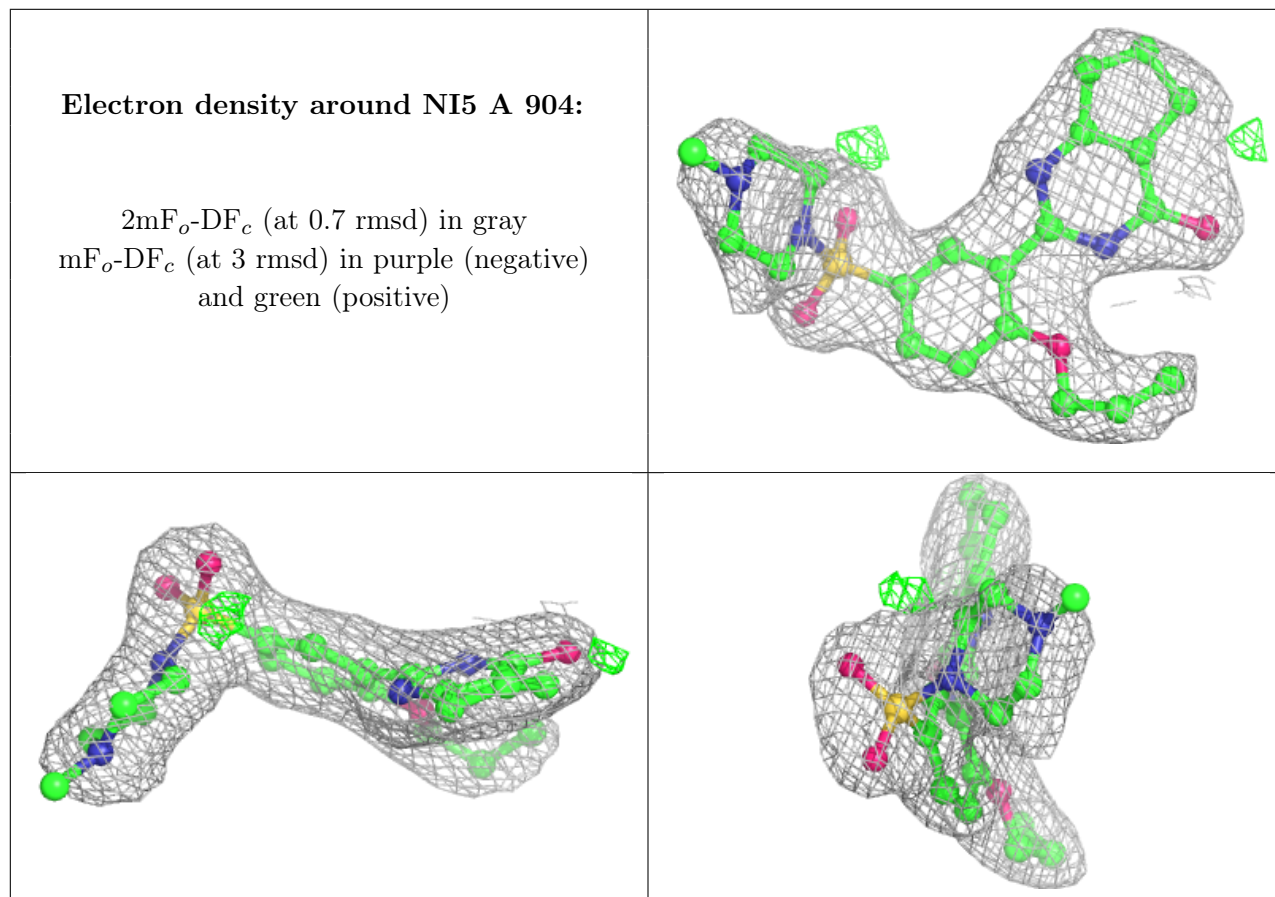 Electron density around NI5 A 904:
2mFo-DFc (at 0.7 rmsd) in gray
mFo-DFc (at 3 rmsd) in purple (negative)
and green (positive)